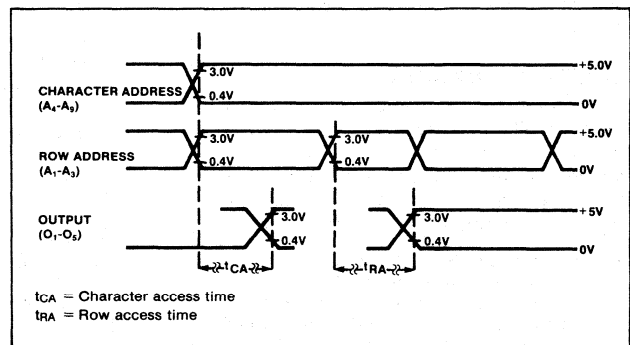 CHARACTER ADDRESS
(A₄-A₉)
3.0V
0.4V
+5.0V
0V
ROW ADDRESS
(A₁-A₃)
3.0V
0.4V
3.0V
0.4V
+5.0V
0V
OUTPUT
(O₁-O₅)
3.0V
0.4V
3.0V
0.4V
+5V
0V
tCA
tRA
tCA = Character access time
tRA = Row access time